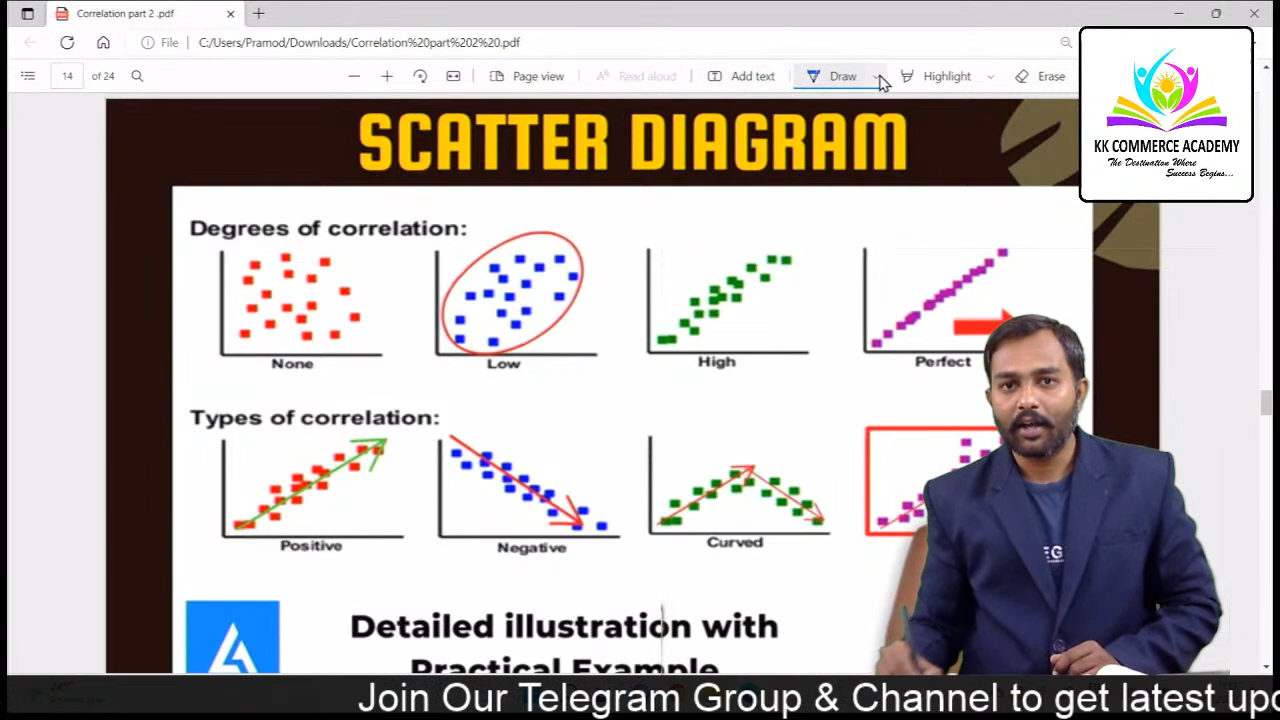 Correlation part 2 .pdf
File
C:/Users/Pramod/Downloads/Correlation%20part%202%20.pdf
14 of 24
Page view
Read aloud
Add text
Draw
Highlight
Erase
KK COMMERCE ACADEMY
The Destination Where
Success Begins...
SCATTER DIAGRAM
Degrees of correlation:
None
Low
High
Perfect
Types of correlation:
Positive
Negative
Curved
Detailed illustration with
Practical Example
Join Our Telegram Group & Channel to get latest upd